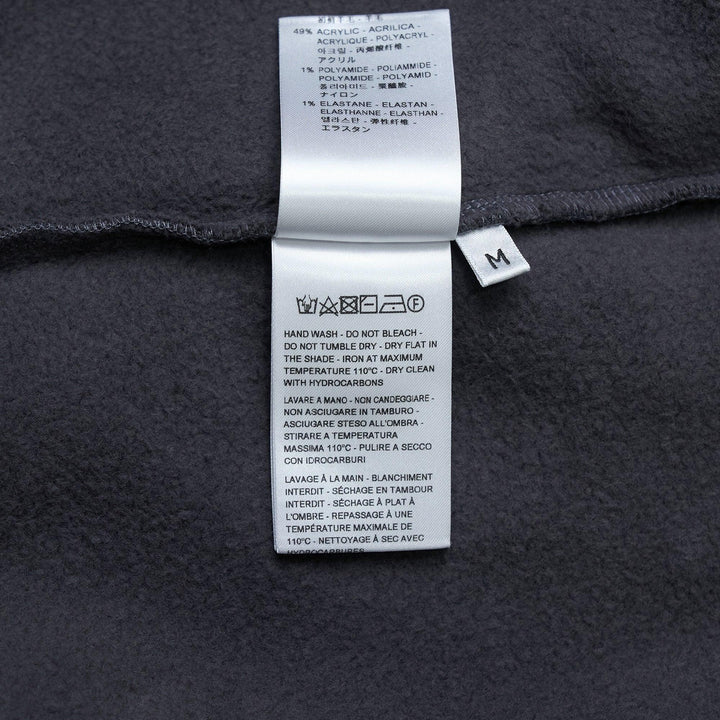 49% ACRYLIC - ACRILICA -
ACRYLIQUE - POLYACRYL -
아크릴 - 丙烯酸纤维 -
アクリル
1% POLYAMIDE - POLIAMMIDE -
POLYAMIDE - POLYAMID -
폴리아미드 - 聚醯胺 -
ナイロン
1% ELASTANE - ELASTAN -
ELASTHANNE - ELASTHAN -
엘라스탄 - 弹性纤维 -
エラスタン
M
F
HAND WASH - DO NOT BLEACH -
DO NOT TUMBLE DRY - DRY FLAT IN
THE SHADE - IRON AT MAXIMUM
TEMPERATURE 110°C - DRY CLEAN
WITH HYDROCARBONS
LAVARE A MANO - NON CANDEGGIARE -
NON ASCIUGARE IN TAMBURO -
ASCIUGARE STESO ALL'OMBRA -
STIRARE A TEMPERATURA
MASSIMA 110°C - PULIRE A SECCO
CON IDROCARBURI
LAVAGE À LA MAIN - BLANCHIMENT
INTERDIT - SÉCHAGE EN TAMBOUR
INTERDIT - SÉCHAGE À PLAT À
L'OMBRE - REPASSAGE À UNE
TEMPÉRATURE MAXIMALE DE
110°C - NETTOYAGE À SEC AVEC
HYDROCARBURES